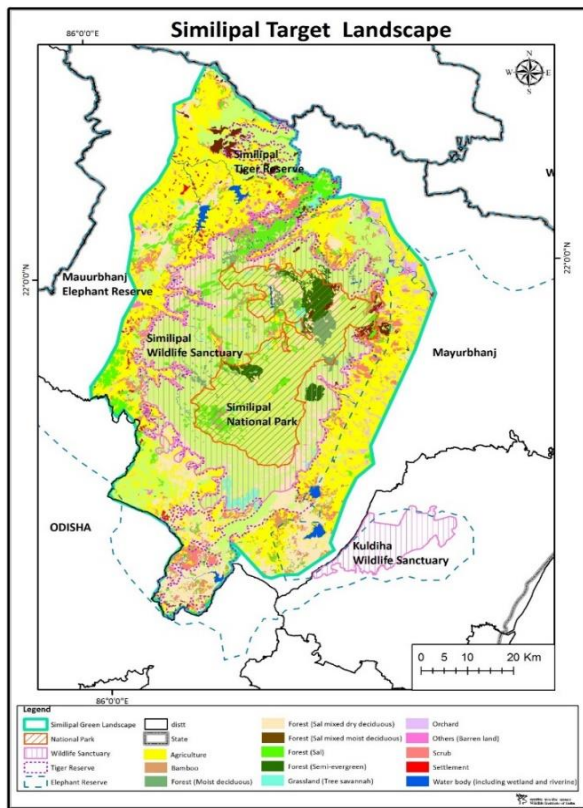 Similipal Target Landscape
86°0'0"E
N
W
E
S
Similipal
Tiger Reserve
W
22°0'0"N
22°0'0"N
Mauurbhanj
Elephant Reserve
Similipal
Wildlife Sanctuary
Mayurbhanj
Similipal
National Park
ODISHA
Kuldiha
Wildlife Sanctuary
0 5 10 20 Km
86°0'0"E
Legend
Similipal Green Landscape
National Park
Wildlife Sanctuary
Tiger Reserve
Elephant Reserve
distt
State
Agriculture
Bamboo
Forest (Moist deciduous)
Forest (Sal mixed dry deciduous)
Forest (Sal mixed moist deciduous)
Forest (Sal)
Forest (Semi-evergreen)
Grassland (Tree savannah)
Orchard
Others (Barren land)
Scrub
Settlement
Water body (including wetland and riverine)